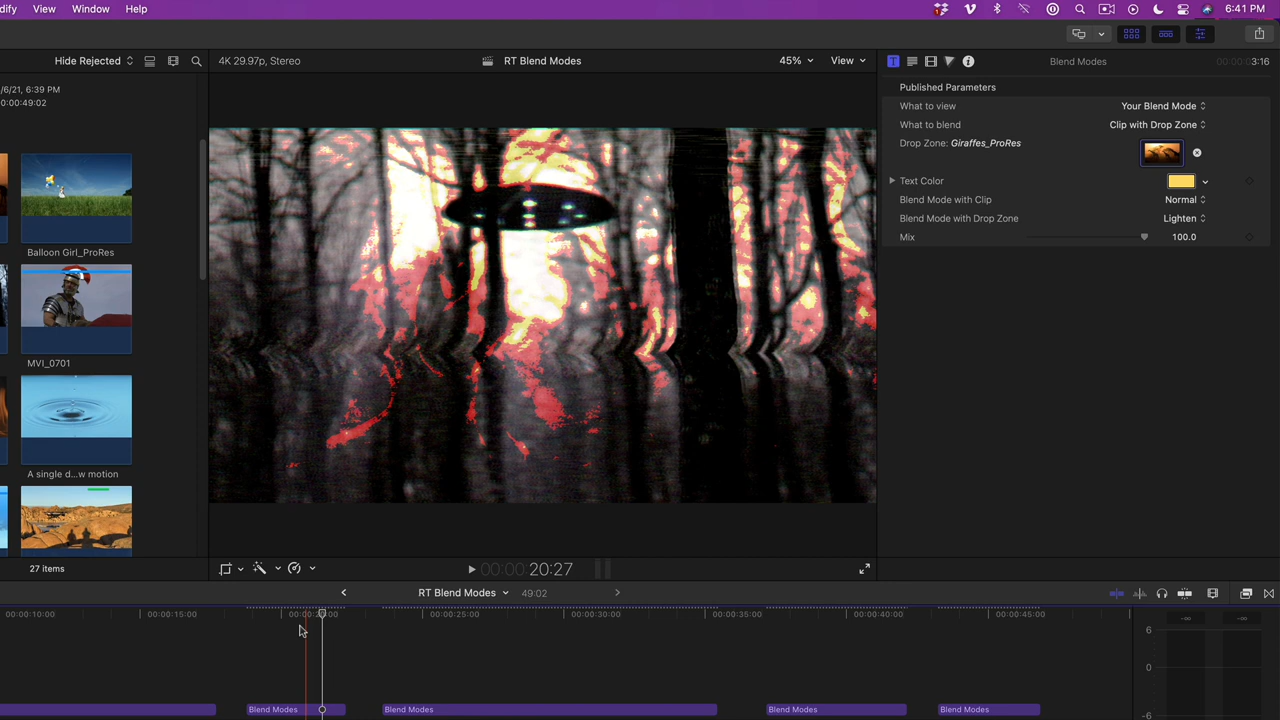 dify View Window Help 6:41 PM
Hide Rejected
4K 29.97p, Stereo RT Blend Modes 45% View
Blend Modes 00:00:03:16
/6/21, 6:39 PM
00:00:49:02
Balloon Girl_ProRes
MVI_0701
A single d...w motion
27 items
Published Parameters
What to view Your Blend Mode
What to blend Clip with Drop Zone
Drop Zone: Giraffes_ProRes
Text Color
Blend Mode with Clip Normal
Blend Mode with Drop Zone Lighten
Mix 100.0
00:00:20:27
RT Blend Modes 49:02
00:00:10:00 00:00:15:00 00:00:25:00 00:00:30:00 00:00:35:00 00:00:40:00 00:00:45:00
-∞ -∞
6
0
-6
Blend Modes Blend Modes Blend Modes Blend Modes